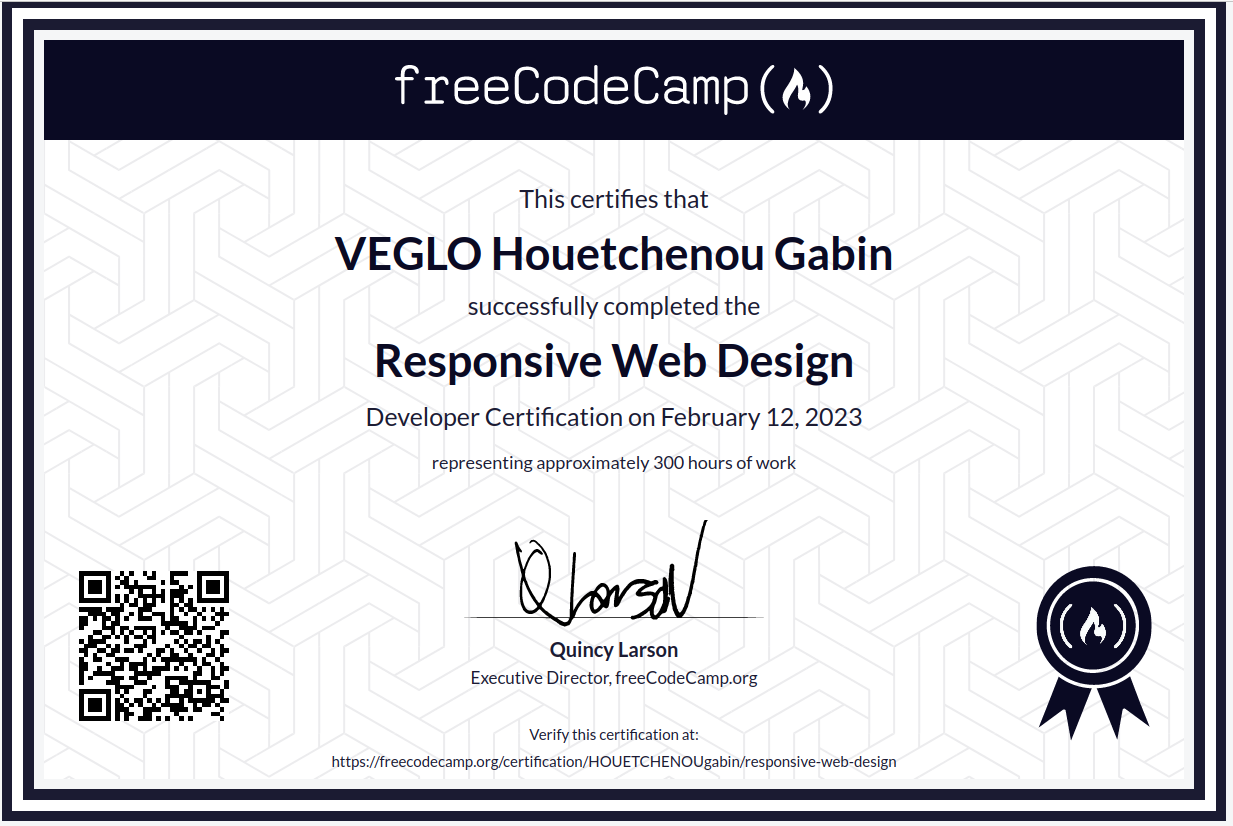 freeCodeCamp
This certifies that
VEGLO Houetchenou Gabin
successfully completed the
Responsive Web Design
Developer Certification on February 12, 2023
representing approximately 300 hours of work
Quincy Larson
Executive Director, freeCodeCamp.org
Verify this certification at:
https://freecodecamp.org/certification/HOUETCHENOUgabin/responsive-web-design